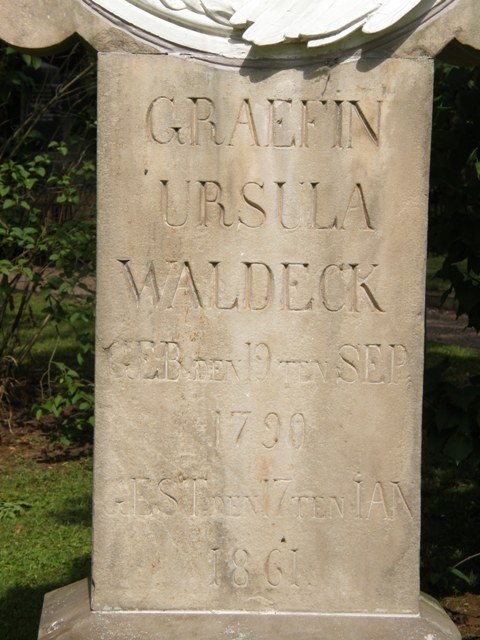 GRAEFIN
URSULA
WALDECK
GEB. DEN 19 TEN SEP.
1790
GEST. DEN 17 TEN IAN
1861.